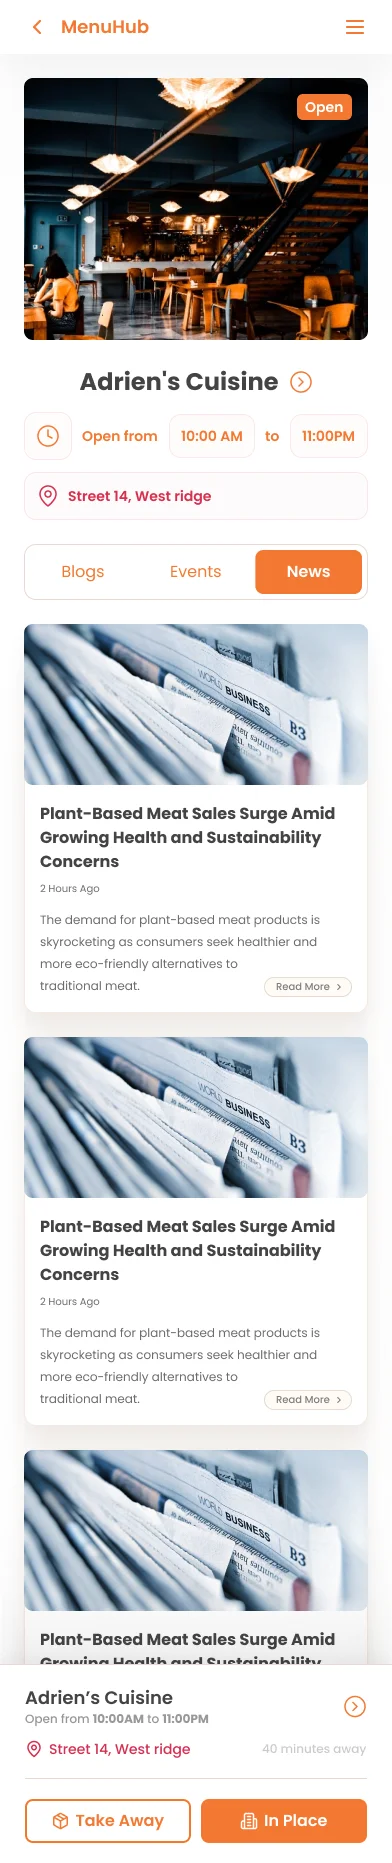 MenuHub
Open
Adrien's Cuisine
Open from 10:00 AM to 11:00PM
Street 14, West ridge
Blogs Events News
WORLD BUSINESS B3
Plant-Based Meat Sales Surge Amid
Growing Health and Sustainability
Concerns
2 Hours Ago
The demand for plant-based meat products is
skyrocketing as consumers seek healthier and
more eco-friendly alternatives to
traditional meat.
Read More
WORLD BUSINESS B3
Plant-Based Meat Sales Surge Amid
Growing Health and Sustainability
Concerns
2 Hours Ago
The demand for plant-based meat products is
skyrocketing as consumers seek healthier and
more eco-friendly alternatives to
traditional meat.
Read More
WORLD BUSINESS B3
Plant-Based Meat Sales Surge Amid
Growing Health and Sustainability
Adrien’s Cuisine
Open from 10:00AM to 11:00PM
Street 14, West ridge
40 minutes away
Take Away In Place